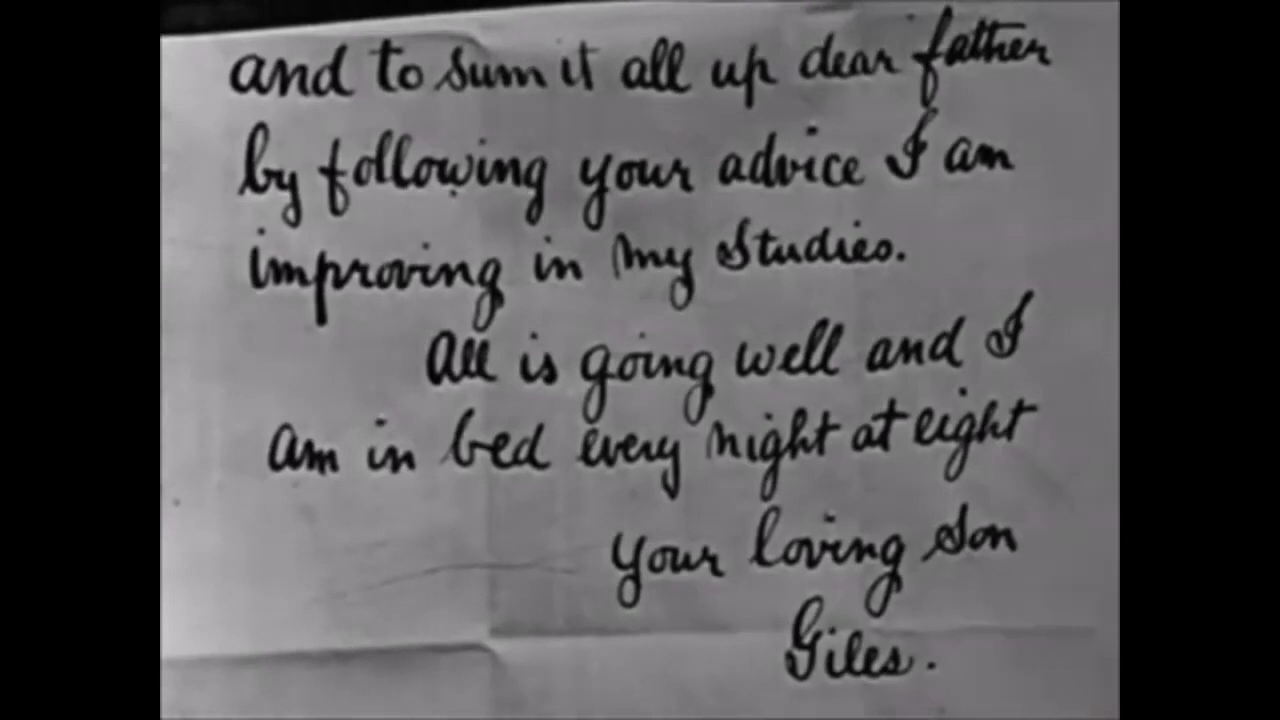 and to sum it all up dear father
by following your advice I am
improving in my studies.
All is going well and I
am in bed every night at eight
your loving son
Giles.